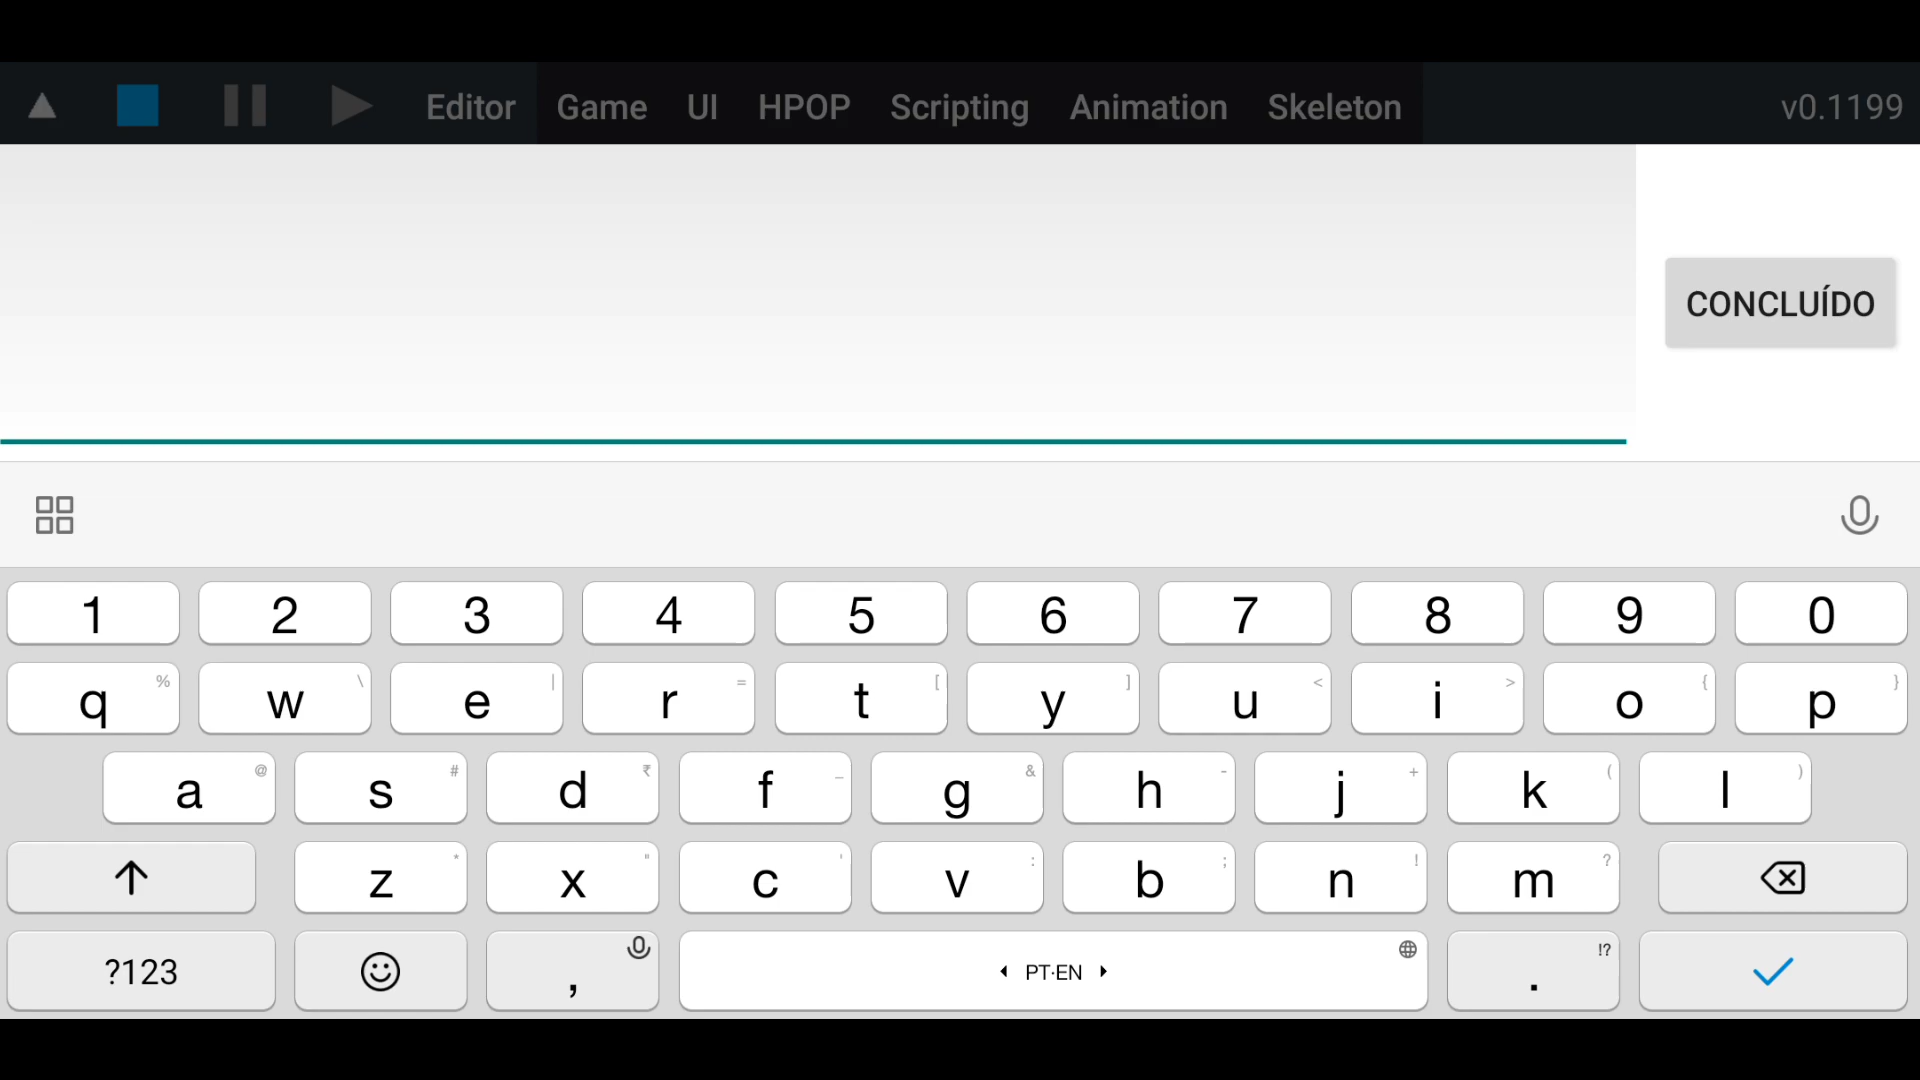 Editor Game UI HPOP Scripting Animation Skeleton v0.1199
CONCLUÍDO
1 2 3 4 5 6 7 8 9 0
q % w \ e | r = t [ y ] u < i > o { p }
a @ s # d ₹ f _ g & h - j + k ( l )
z * x " c ' v : b ; n ! m ?
?123 , PT·EN . !?